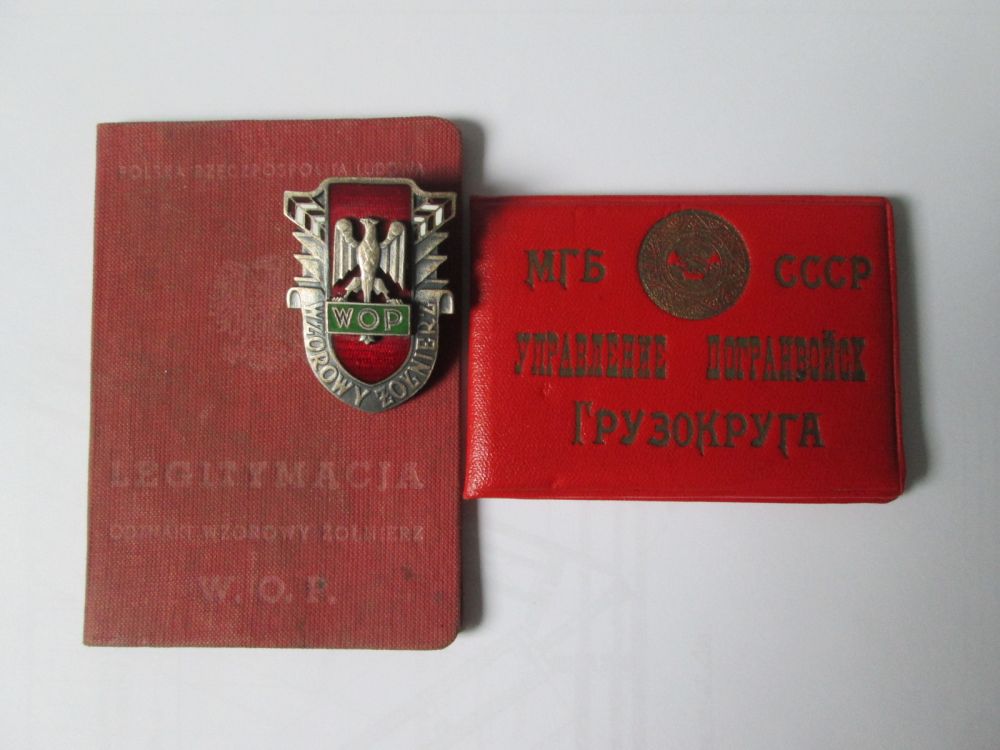 POLSKA RZECZPOSPOLITA LUDOWA
LEGITYMACJA
ODZNAKI WZOROWY ŻOŁNIERZ
W. O. P.
WOP
WZOROWY ŻOŁNIERZ
МГБ СССР
УПРАВЛЕНИЕ ПОГРАНВОЙСК
ГРУЗОКРУГА